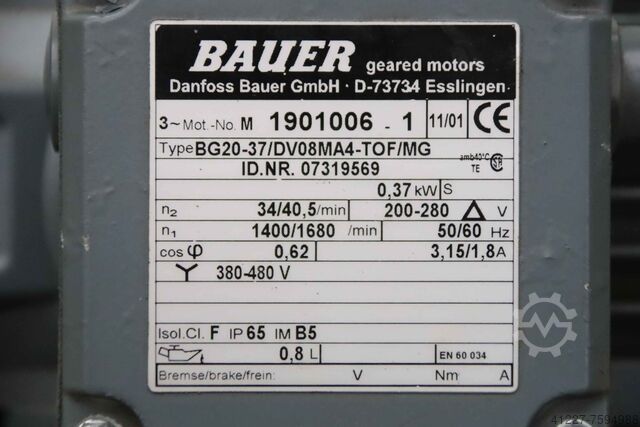 BAUER geared motors
Danfoss Bauer GmbH · D-73734 Esslingen
3~ Mot.-No. M 1901006 - 1 11/01 CE
Type BG20-37/DV08MA4-TOF/MG amb40°C
ID.NR. 07319569 TE
0,37 kW S
n2 34/40,5/min 200-280 Δ V
n1 1400/1680 /min 50/60 Hz
cos φ 0,62 3,15/1,8 A
Y 380-480 V
Isol.Cl. F IP 65 IM B5
0,8 L EN 60 034
Bremse/brake/frein: V Nm A
41227-7594988